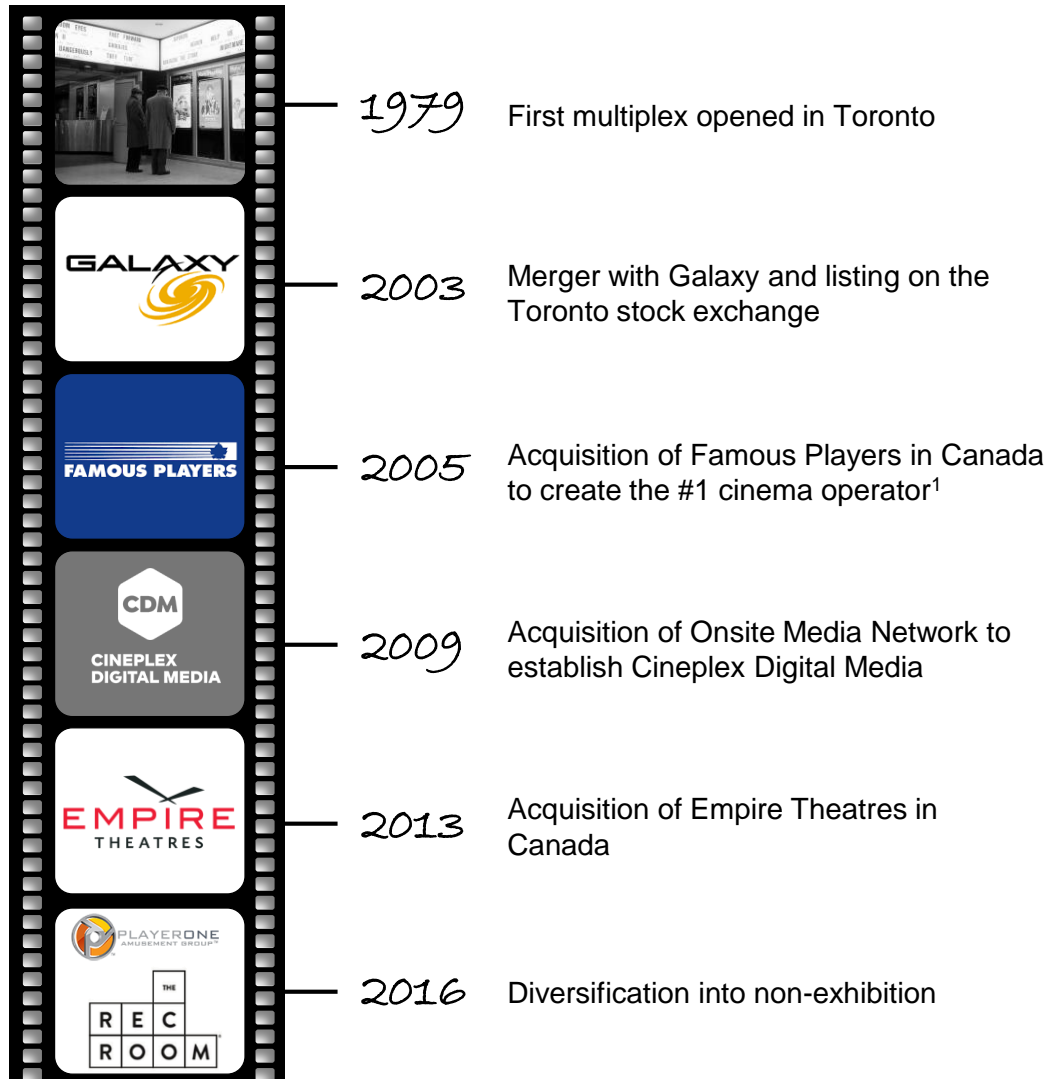 DANGEROUSLY
NIGHTMARE
1979
First multiplex opened in Toronto
GALAXY
2003
Merger with Galaxy and listing on the
Toronto stock exchange
FAMOUS PLAYERS
2005
Acquisition of Famous Players in Canada
to create the #1 cinema operator1
CDM
CINEPLEX
DIGITAL MEDIA
2009
Acquisition of Onsite Media Network to
establish Cineplex Digital Media
EMPIRE
THEATRES
2013
Acquisition of Empire Theatres in
Canada
PLAYERONE
AMUSEMENT GROUP™
THE
REC
ROOM
2016
Diversification into non-exhibition